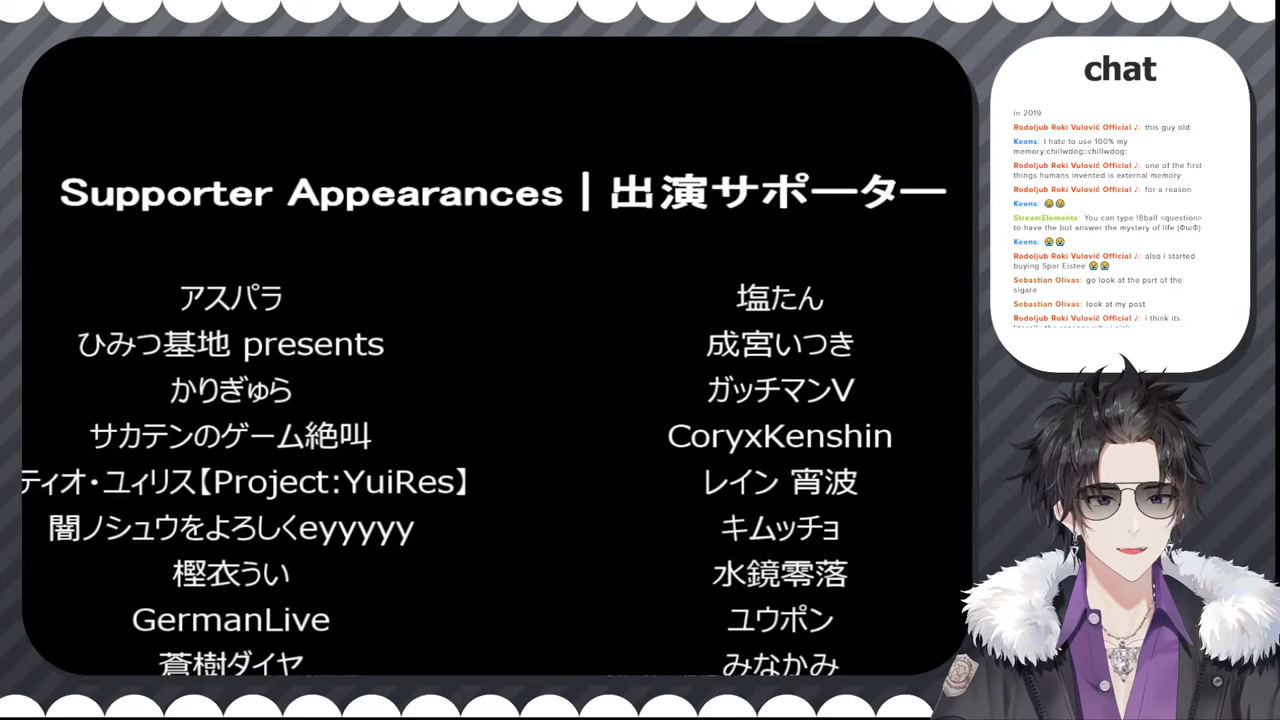 Supporter Appearances | 出演サポーター
アスパラ
ひみつ基地 presents
かりぎゅら
サカテンのゲーム絶叫
ティオ・ユィリス【Project:YuiRes】
闇ノシュウをよろしくeyyyyy
樫衣うい
GermanLive
蒼樹ダイヤ
塩たん
成宮いつき
ガッチマンV
CoryxKenshin
レイン 宵波
キムッチョ
水鏡零落
ユウポン
みなかみ
chat
in 2019
Rodoljub Roki Vulović Official ♪: this guy old
Keens: I hate to use 100% my
memory:chillwdog::chillwdog:
Rodoljub Roki Vulović Official ♪: one of the first
things humans invented is external memory
Rodoljub Roki Vulović Official ♪: for a reason
Keens: 😭😭
StreamElements: You can type !8ball <question>
to have the bot answer the mystery of life (ΦωΦ)
Keens: 😭😭
Rodoljub Roki Vulović Official ♪: also i started
buying Spar Eistee 😭😭
Sebastian Olivas: go look at the psrt of the
sigare
Sebastian Olivas: look at my post
Rodoljub Roki Vulović Official ♪: i think its